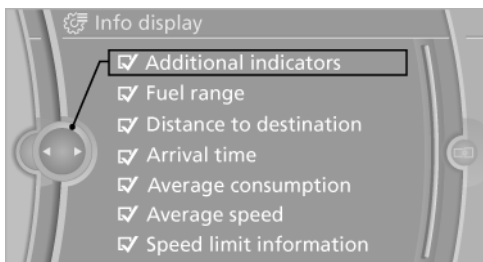 Info display
Additional indicators
Fuel range
Distance to destination
Arrival time
Average consumption
Average speed
Speed limit information